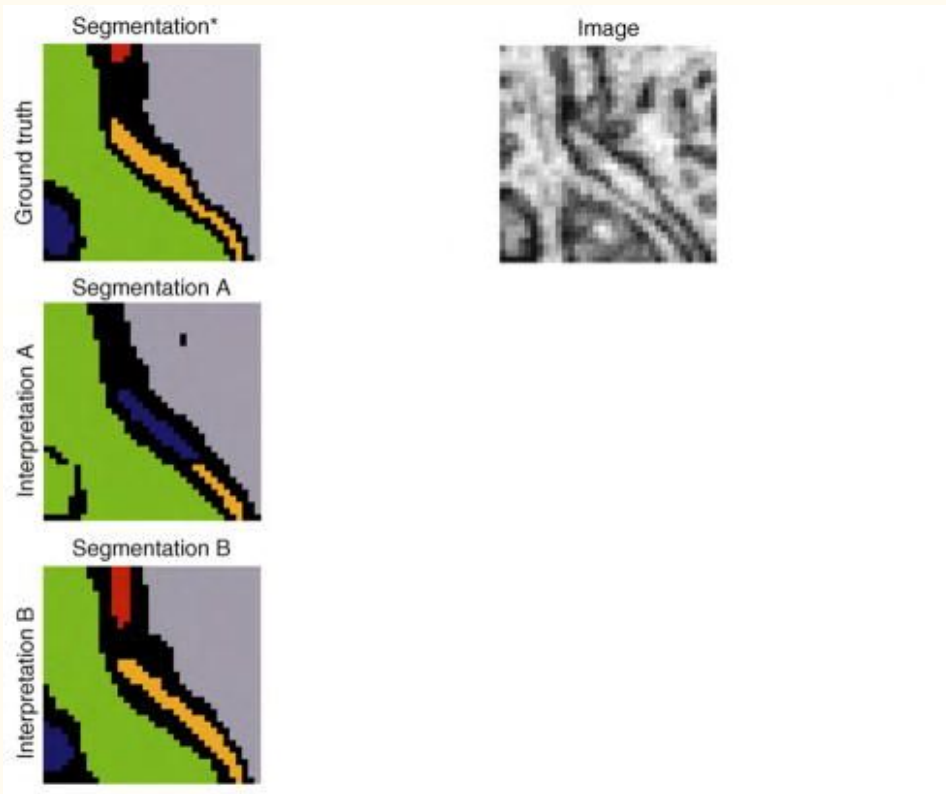 Segmentation*
Image
Ground truth
Segmentation A
Interpretation A
Segmentation B
Interpretation B